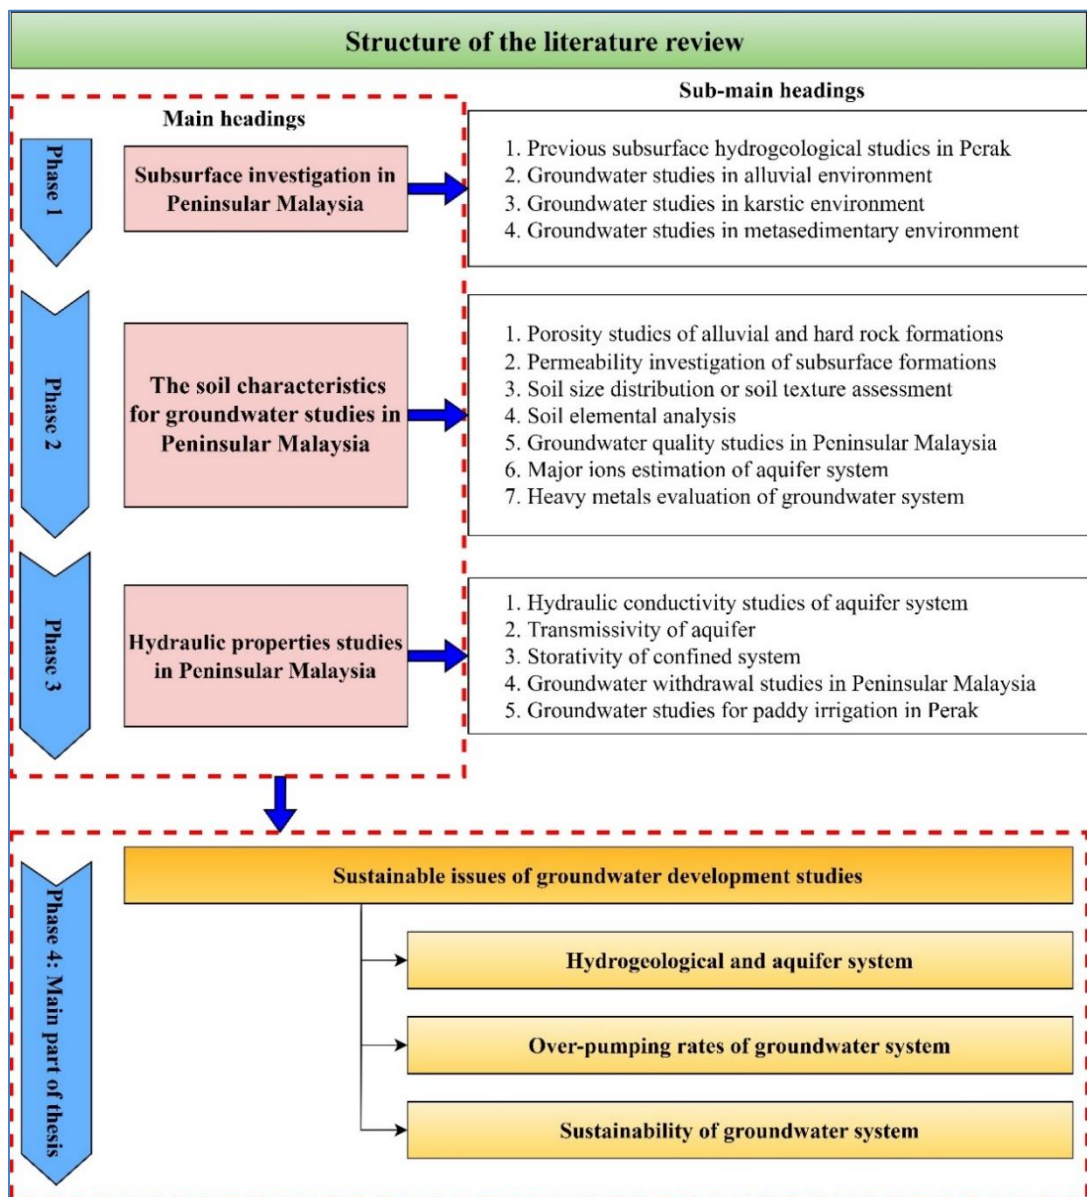 Structure of the literature review
Main headings
Sub-main headings
Phase 1
Subsurface investigation in
Peninsular Malaysia
1. Previous subsurface hydrogeological studies in Perak
2. Groundwater studies in alluvial environment
3. Groundwater studies in karstic environment
4. Groundwater studies in metasedimentary environment
Phase 2
The soil characteristics
for groundwater studies in
Peninsular Malaysia
1. Porosity studies of alluvial and hard rock formations
2. Permeability investigation of subsurface formations
3. Soil size distribution or soil texture assessment
4. Soil elemental analysis
5. Groundwater quality studies in Peninsular Malaysia
6. Major ions estimation of aquifer system
7. Heavy metals evaluation of groundwater system
Phase 3
Hydraulic properties studies
in Peninsular Malaysia
1. Hydraulic conductivity studies of aquifer system
2. Transmissivity of aquifer
3. Storativity of confined system
4. Groundwater withdrawal studies in Peninsular Malaysia
5. Groundwater studies for paddy irrigation in Perak
Phase 4: Main part of thesis
Sustainable issues of groundwater development studies
Hydrogeological and aquifer system
Over-pumping rates of groundwater system
Sustainability of groundwater system